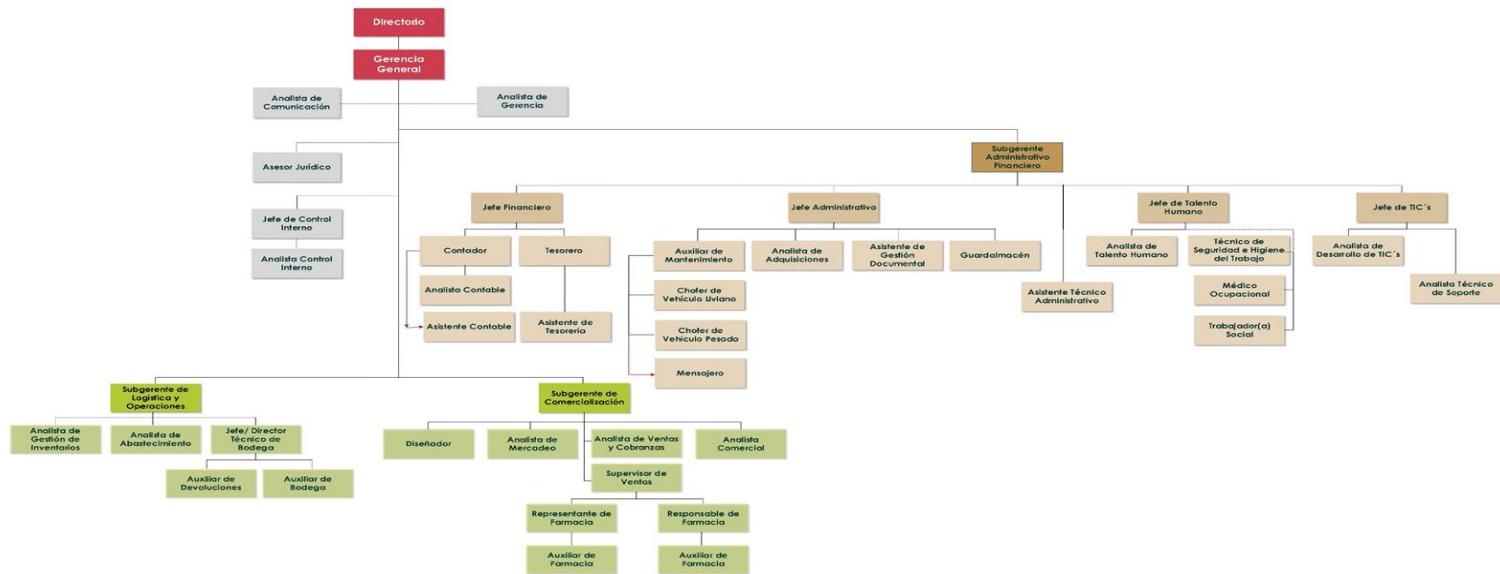 Directorio
Gerencia
General
Analista de
Comunicación
Analista de
Gerencia
Asesor Jurídico
Subgerente
Administrativo
Financiero
Jefe de Control
Interno
Analista Control
Interno
Jefe Financiero
Jefe Administrativo
Jefe de Talento
Humano
Jefe de TIC´s
Contador
Tesorero
Auxiliar de
Mantenimiento
Analista de
Adquisiciones
Asistente de
Gestión
Documental
Guardalmacén
Analista de
Talento Humano
Técnico de
Seguridad e Higiene
del Trabajo
Analista de
Desarrollo de TIC´s
Analista Contable
Chofer de
Vehículo Liviano
Asistente Técnico
Administrativo
Médico
Ocupacional
Analista Técnico
de Soporte
Asistente Contable
Asistente de
Tesorería
Chofer de
Vehículo Pesado
Trabajador(a)
Social
Mensajero
Subgerente de
Logística y
Operaciones
Subgerente de
Comercialización
Analista de
Gestión de
Inventarios
Analista de
Abastecimiento
Jefe/ Director
Técnico de
Bodega
Diseñador
Analista de
Mercadeo
Analista de Ventas
y Cobranzas
Analista
Comercial
Auxiliar de
Devoluciones
Auxiliar de
Bodega
Supervisor de
Ventas
Representante de
Farmacia
Responsable de
Farmacia
Auxiliar de
Farmacia
Auxiliar de
Farmacia